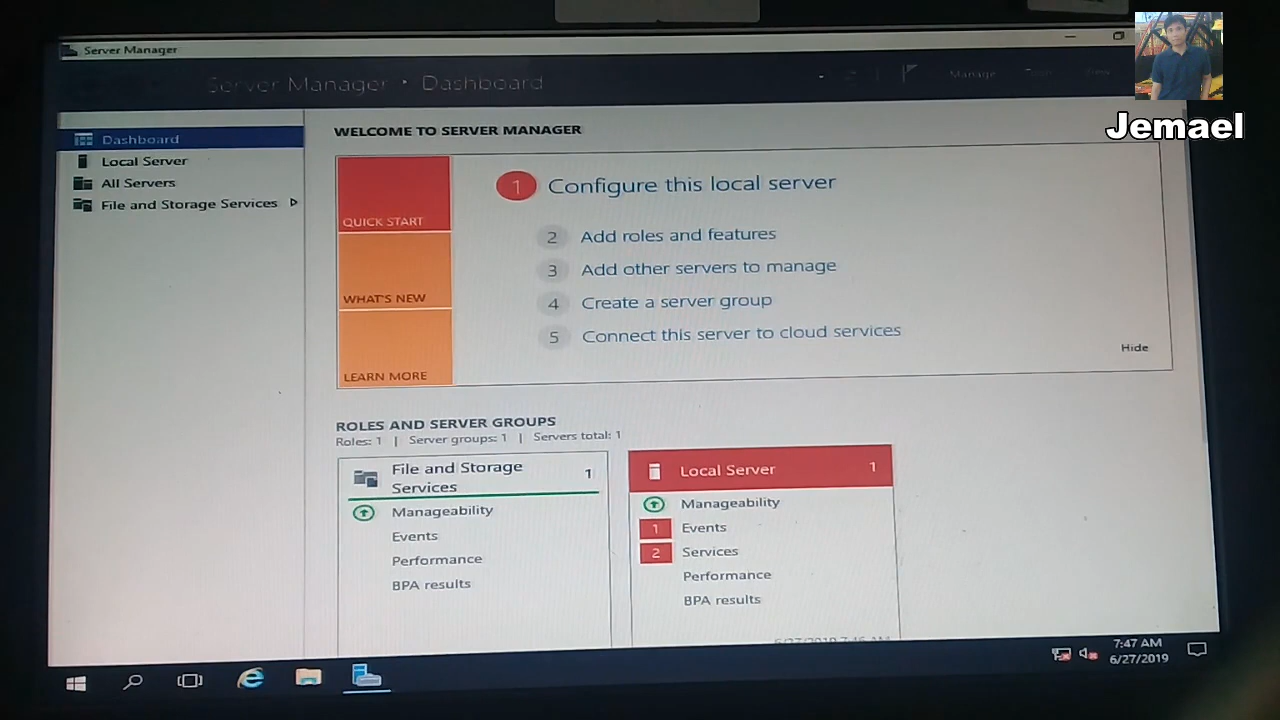 Server Manager
Server Manager • Dashboard
Manage
Jemael
Dashboard
Local Server
All Servers
File and Storage Services
WELCOME TO SERVER MANAGER
QUICK START
WHAT'S NEW
LEARN MORE
1 Configure this local server
2 Add roles and features
3 Add other servers to manage
4 Create a server group
5 Connect this server to cloud services
Hide
ROLES AND SERVER GROUPS
Roles: 1 | Server groups: 1 | Servers total: 1
File and Storage
Services
1
Manageability
Events
Performance
BPA results
Local Server 1
Manageability
1 Events
2 Services
Performance
BPA results
7:47 AM
6/27/2019